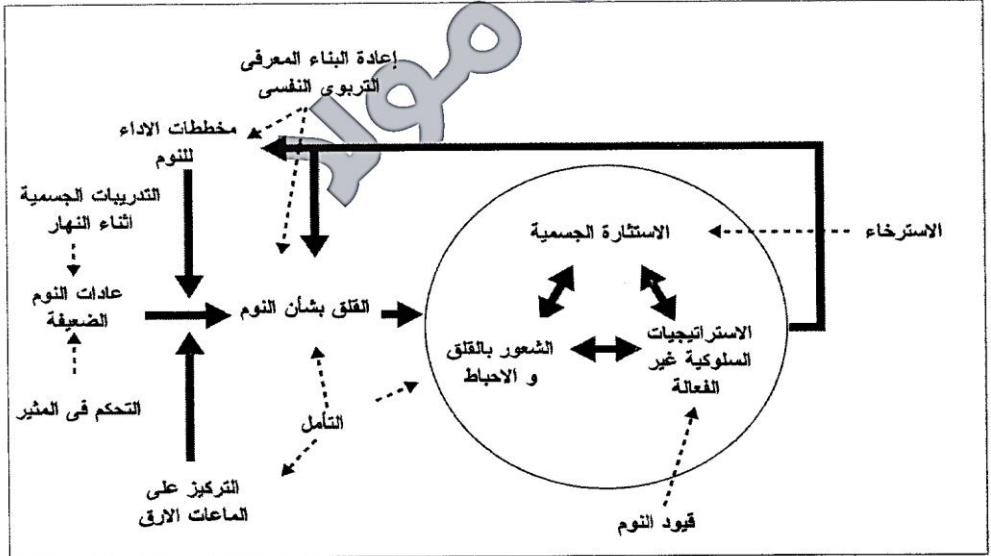 إعادة البناء المعرفى
التربوى النفسى
مخططات الاداء
للنوم
التدريبات الجسمية
اثناء النهار
الاستثارة الجسمية
الاسترخاء
عادات النوم
الضعيفة
القلق بشأن النوم
الاستراتيجيات
السلوكية غير
الفعالة
الشعور بالقلق
و الاحباط
التحكم فى المثير
التأمل
التركيز على
الماعات الارق
قيود النوم